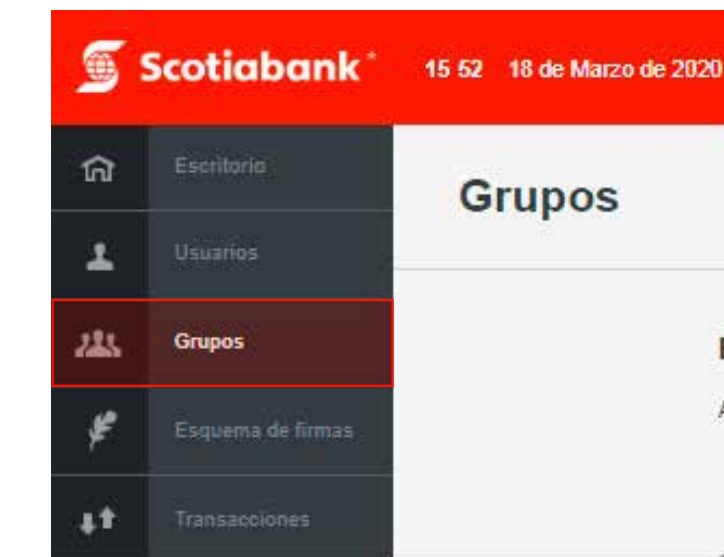 Scotiabank
15 52 18 de Marzo de 2020
Escritorio
Grupos
Usuarios
Grupos
Esquema de firmas
Transacciones